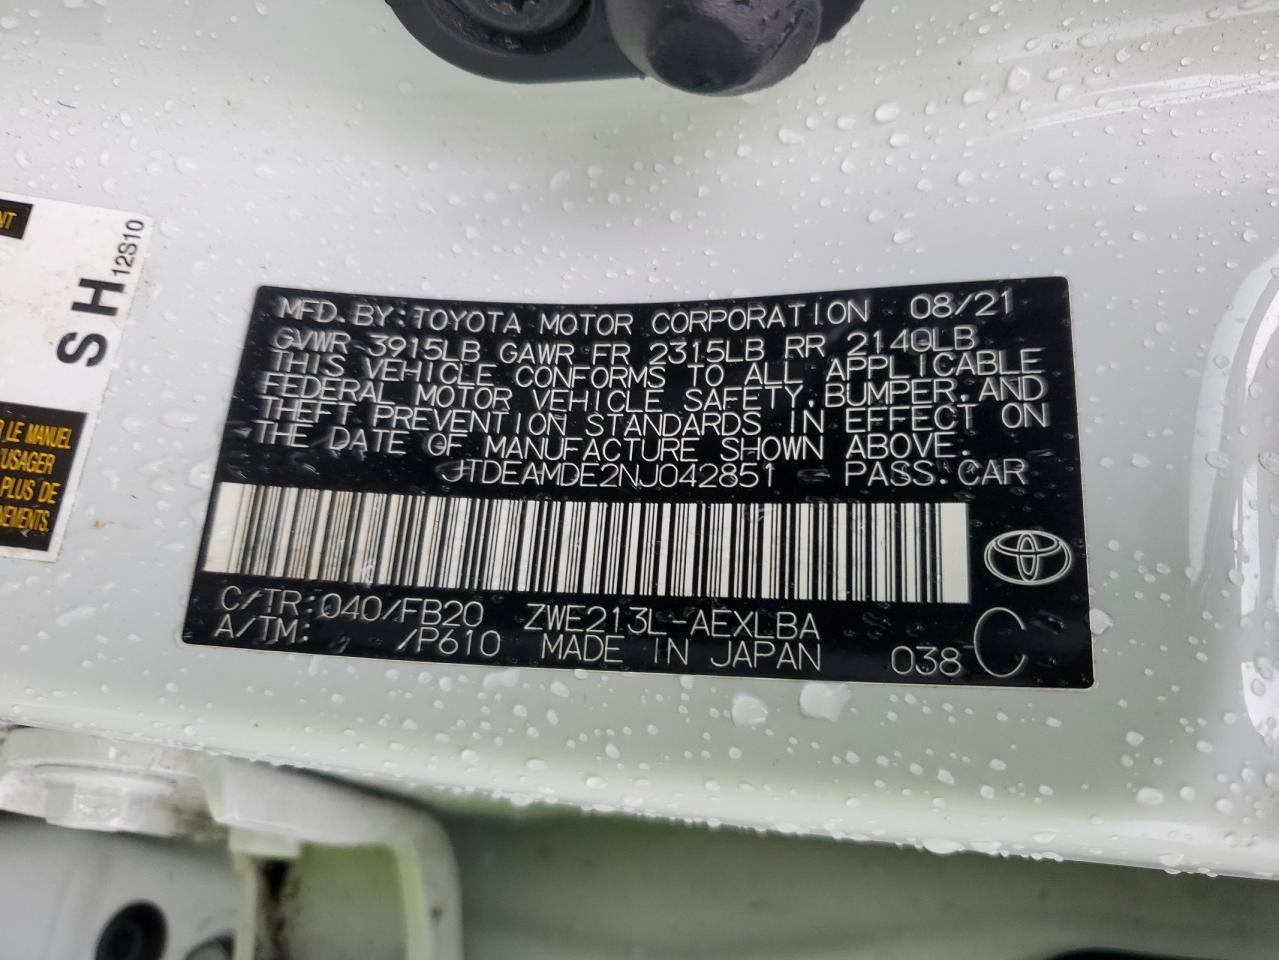 MFD. BY: TOYOTA MOTOR CORPORATION 08/21
GVWR 3915LB GAWR FR 2315LB RR 2140LB
THIS VEHICLE CONFORMS TO ALL APPLICABLE
FEDERAL MOTOR VEHICLE SAFETY, BUMPER, AND
THEFT PREVENTION STANDARDS IN EFFECT ON
THE DATE OF MANUFACTURE SHOWN ABOVE.
JTDEAMDE2NJ042851 PASS. CAR
C/TR: 040/FB20 ZWE213L-AEXLBA
A/TM: /P610 MADE IN JAPAN 038 C
SH
12S10
LE MANUEL
PLUS DE